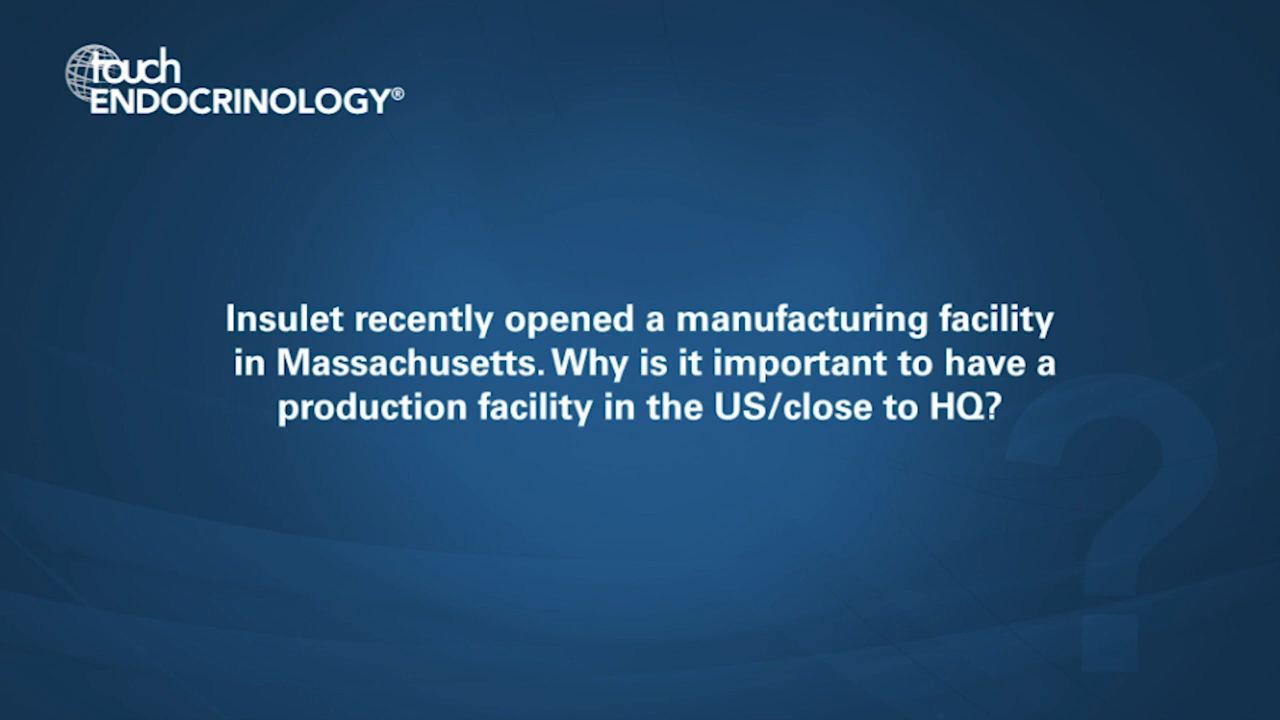 touch
ENDOCRINOLOGY®
Insulet recently opened a manufacturing facility
in Massachusetts. Why is it important to have a
production facility in the US/close to HQ?
?